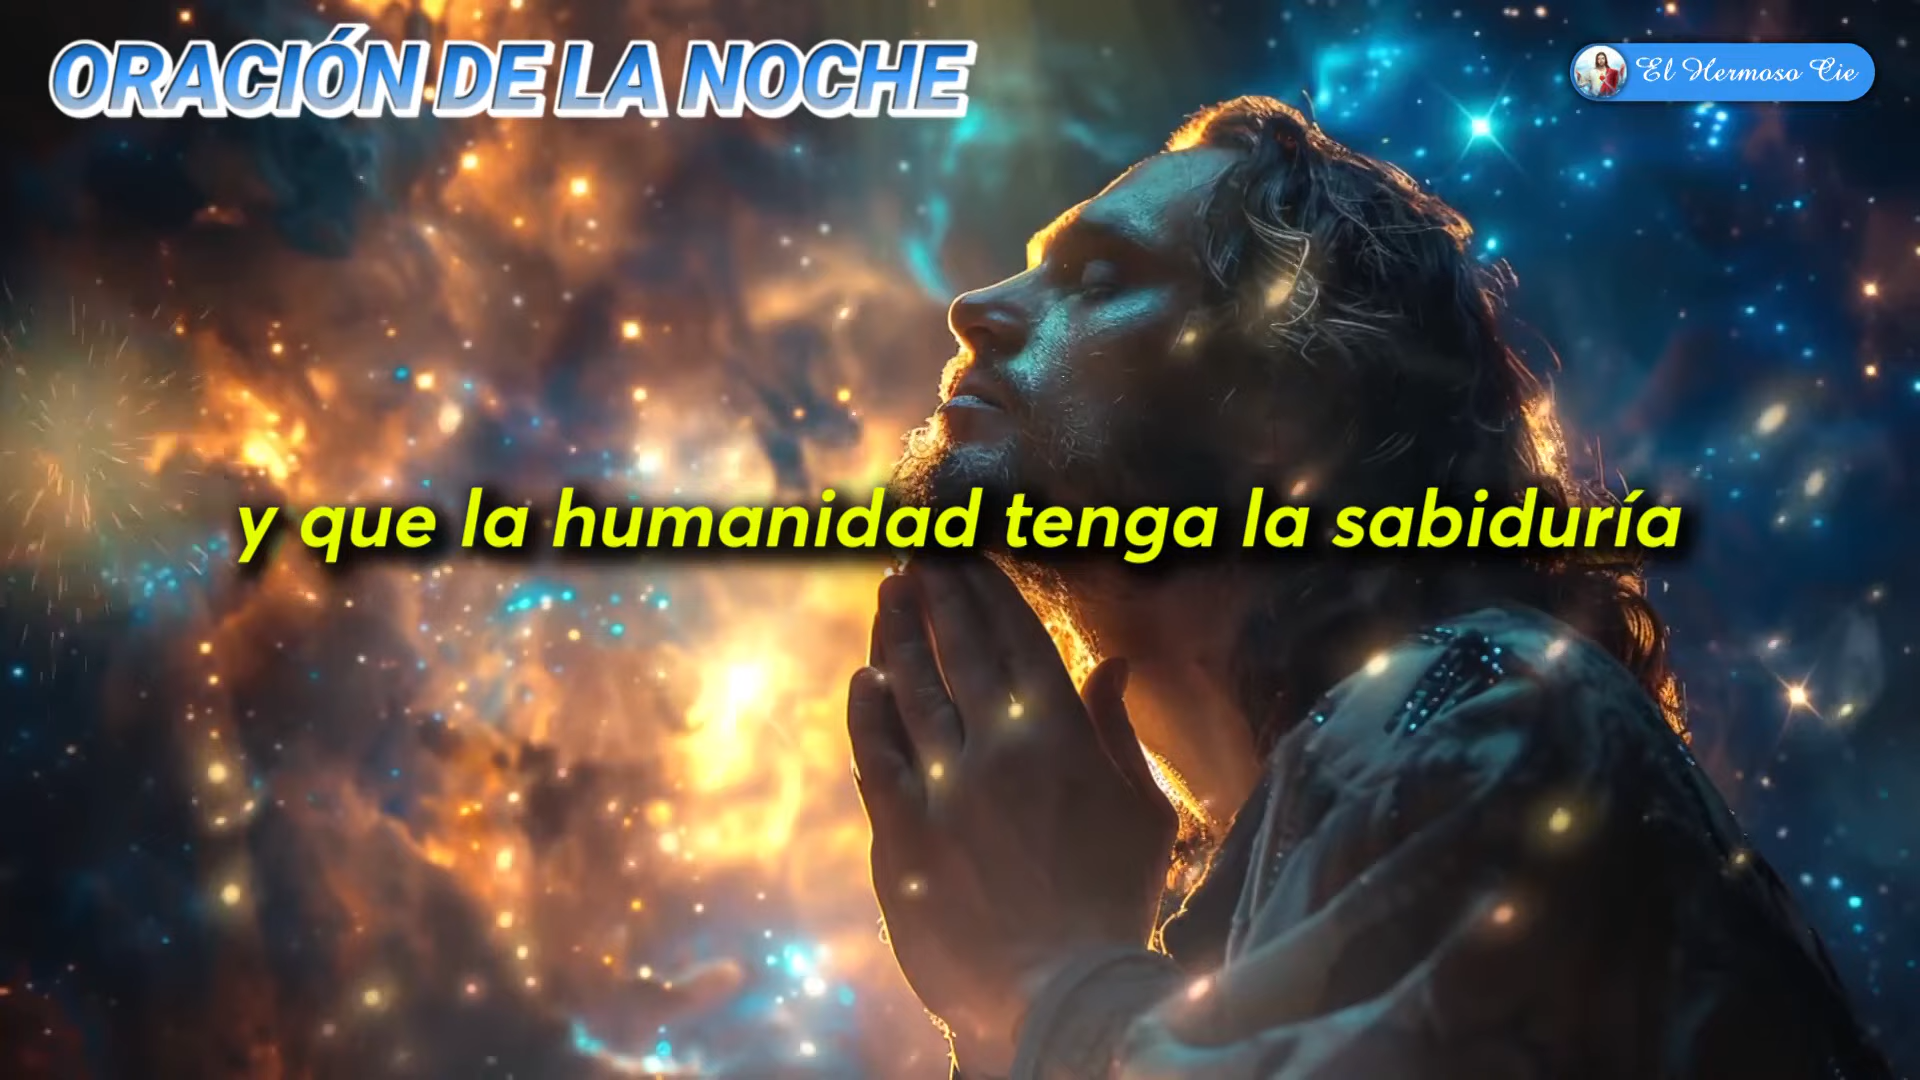 ORACIÓN DE LA NOCHE
El Hermoso Cie
y que la humanidad tenga la sabiduría